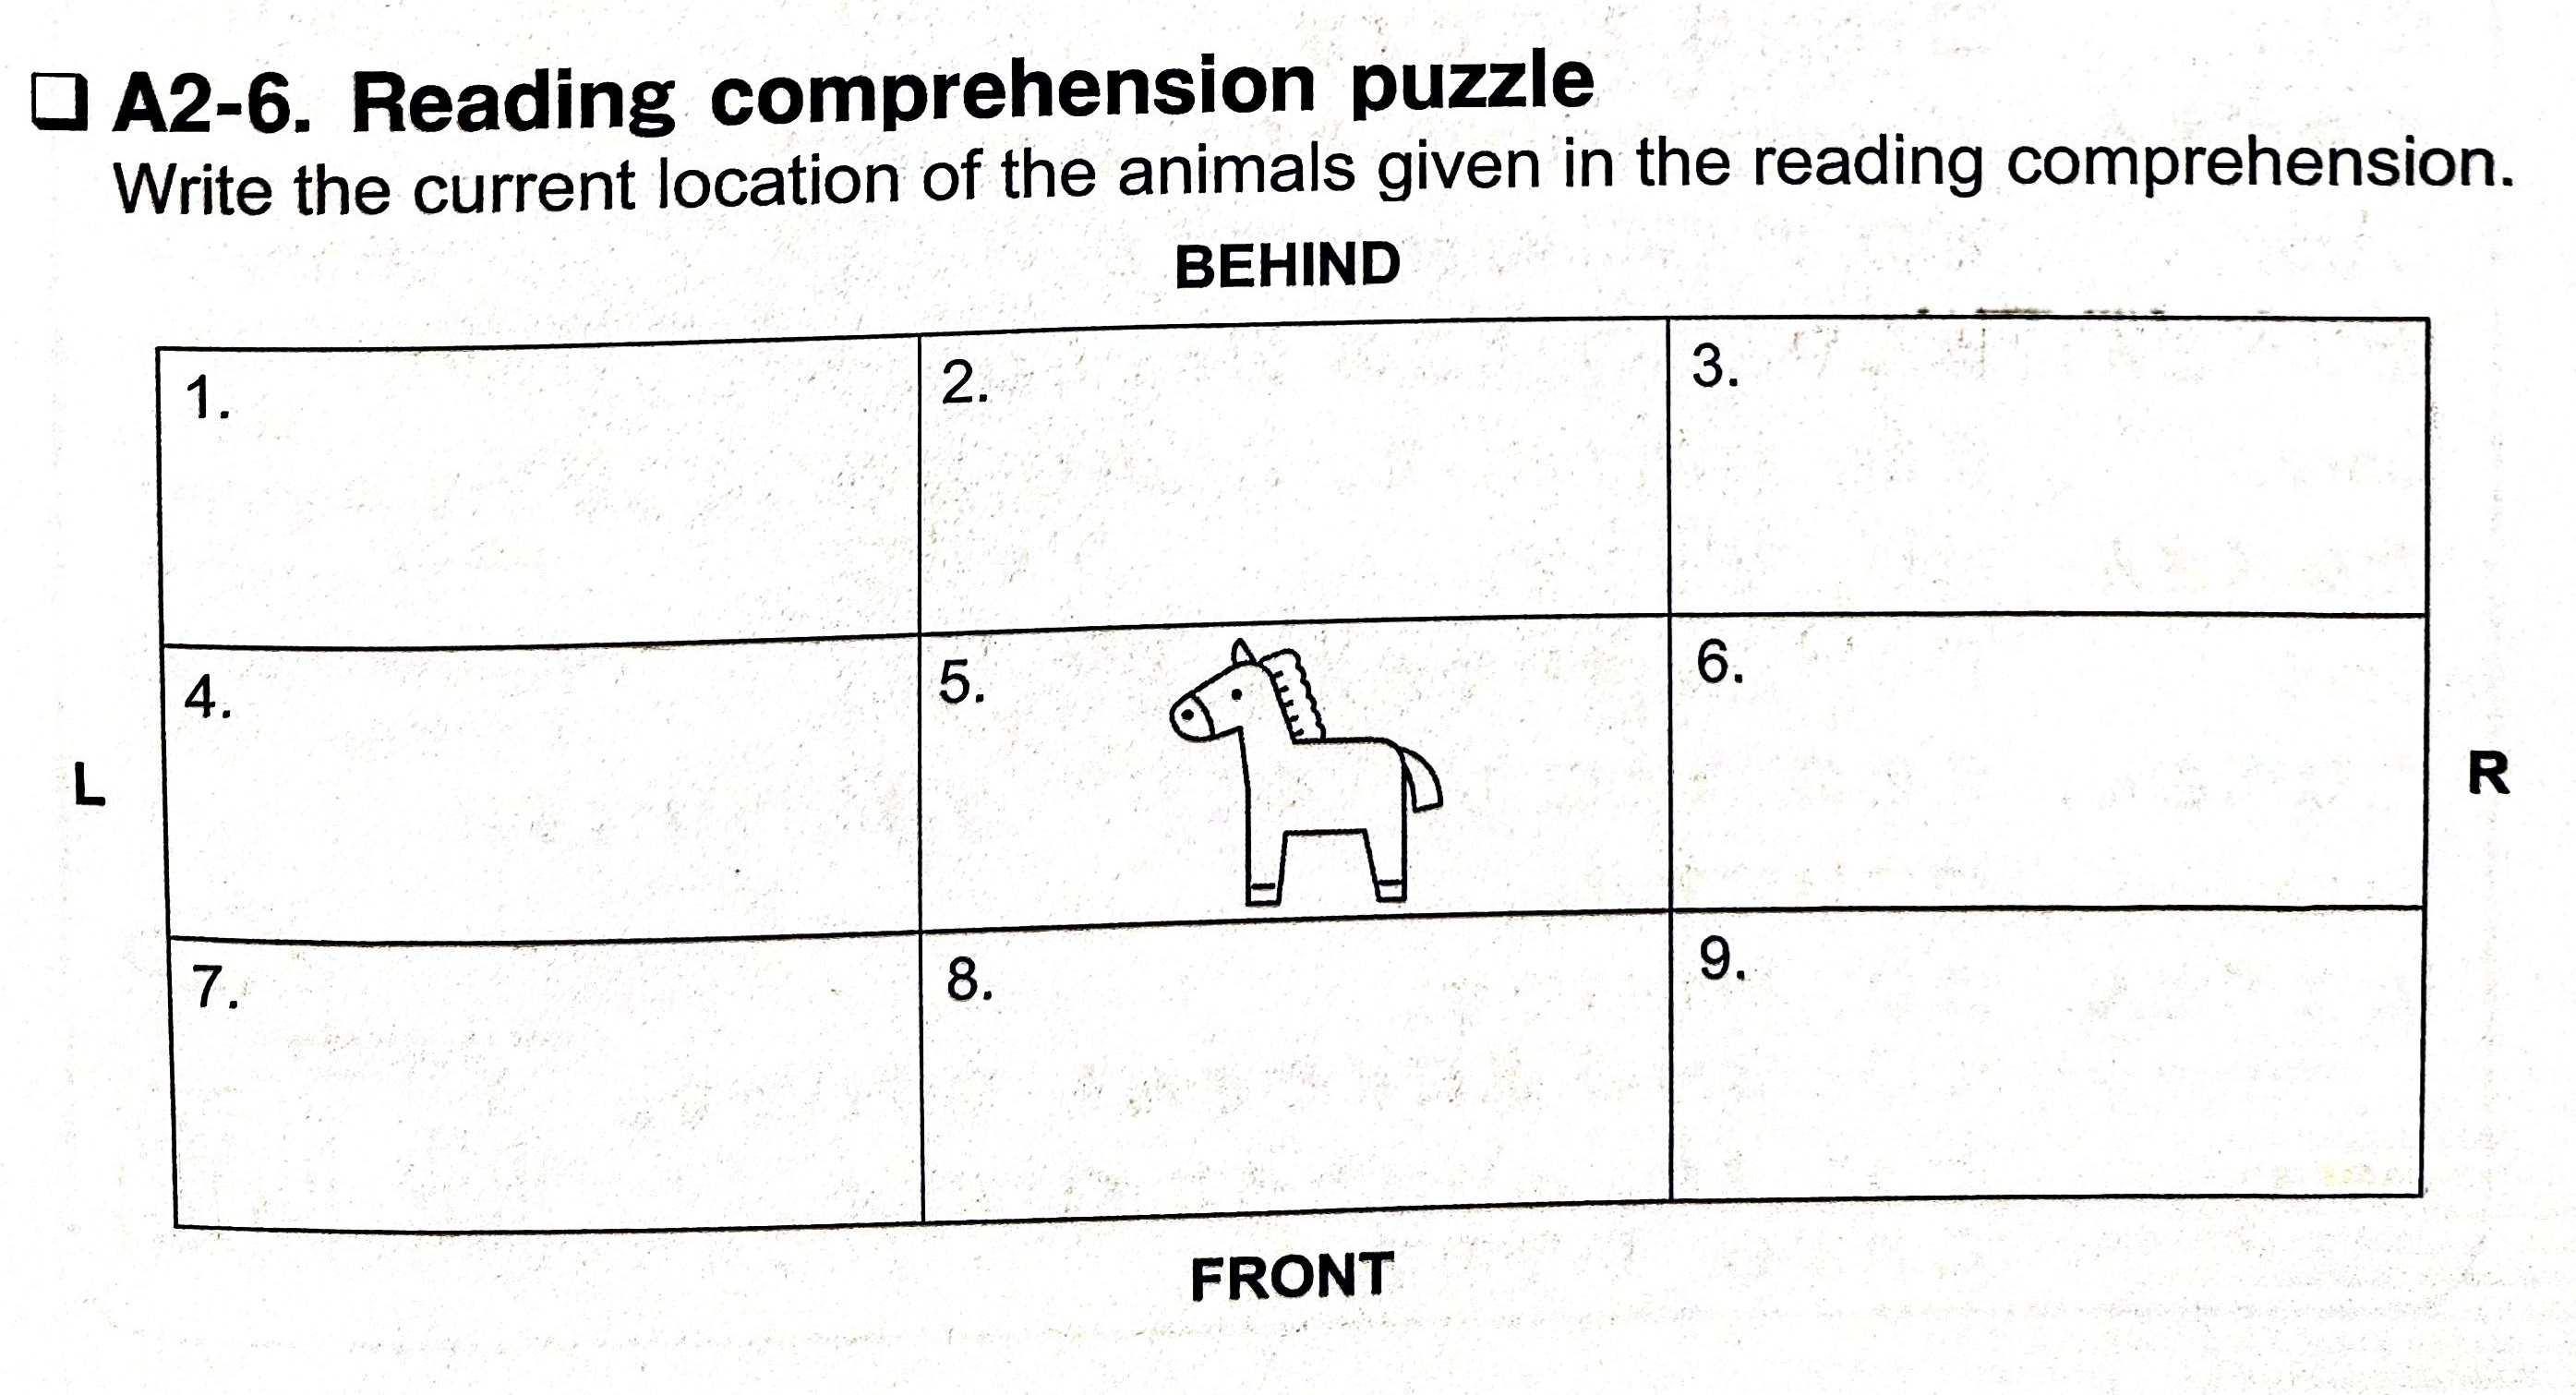 ❑ A2-6. Reading comprehension puzzle
Write the current location of the animals given in the reading comprehension.
BEHIND
1.
2.
3.
4.
5.
6.
L
R
7.
8.
9.
FRONT